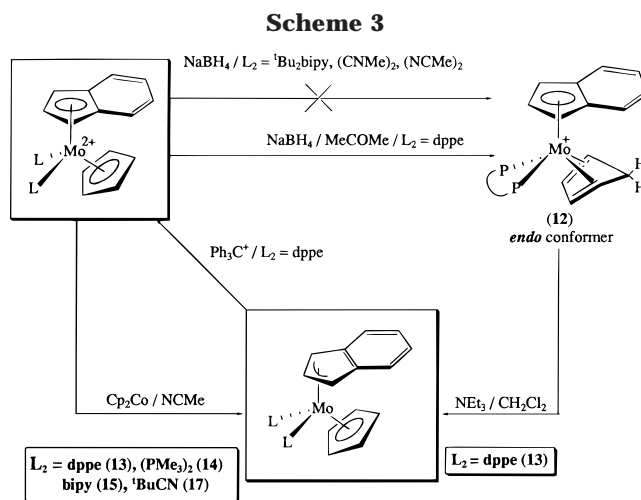 Scheme 3
NaBH₄ / L₂ = ᵗBu₂bipy, (CNMe)₂, (NCMe)₂
Mo²⁺
L
L
NaBH₄ / MeCOMe / L₂ = dppe
Mo⁺
P
P
H
H
(12)
endo conformer
Ph₃C⁺ / L₂ = dppe
Mo
L
L
Cp₂Co / NCMe
NEt₃ / CH₂Cl₂
L₂ = dppe (13), (PMe₃)₂ (14)
bipy (15), ᵗBuCN (17)
L₂ = dppe (13)